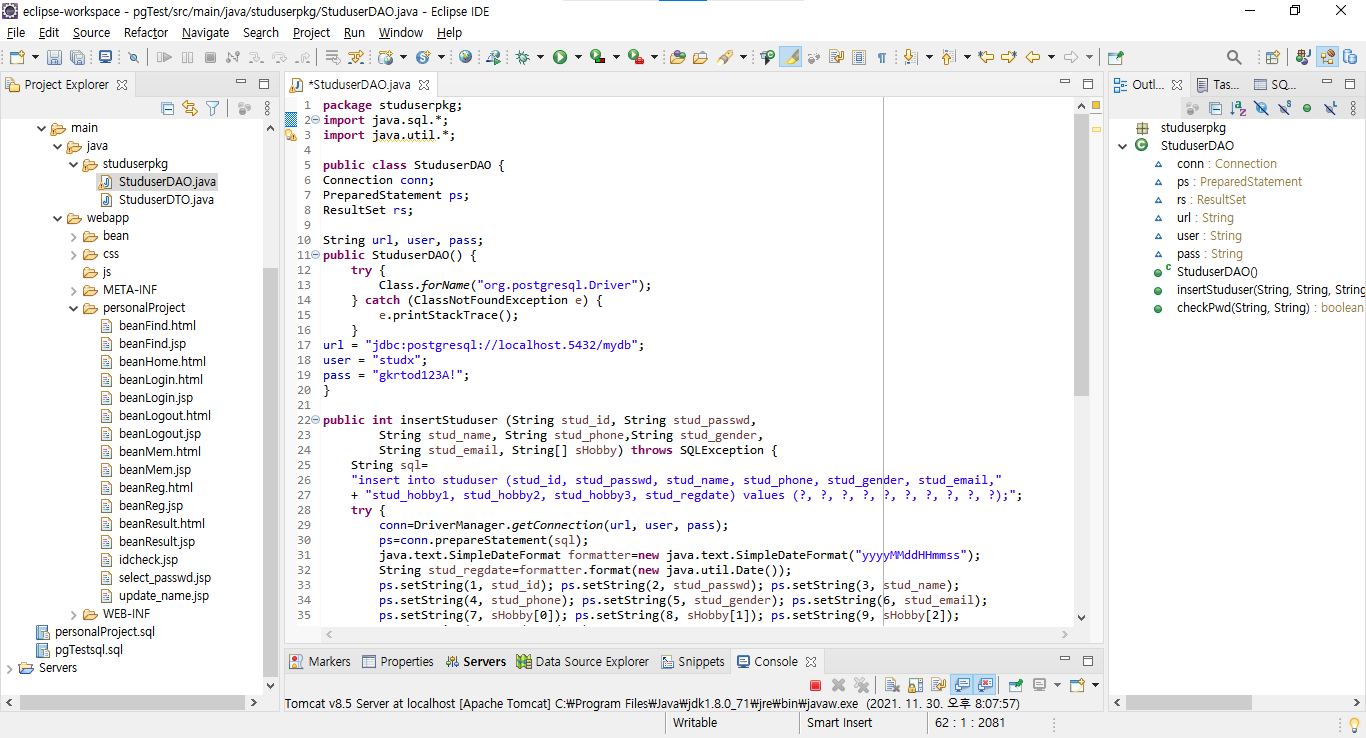 eclipse-workspace - pgTest/src/main/java/studuserpkg/StuduserDAO.java - Eclipse IDE
File Edit Source Refactor Navigate Search Project Run Window Help
Project Explorer
main
java
studuserpkg
StuduserDAO.java
StuduserDTO.java
webapp
bean
css
js
META-INF
personalProject
beanFind.html
beanFind.jsp
beanHome.html
beanLogin.html
beanLogin.jsp
beanLogout.html
beanLogout.jsp
beanMem.html
beanMem.jsp
beanReg.html
beanReg.jsp
beanResult.html
beanResult.jsp
idcheck.jsp
select_passwd.jsp
update_name.jsp
WEB-INF
personalProject.sql
pgTestsql.sql
Servers
*StuduserDAO.java
1 package studuserpkg;
2 import java.sql.*;
3 import java.util.*;
4
5 public class StuduserDAO {
6 Connection conn;
7 PreparedStatement ps;
8 ResultSet rs;
9
10 String url, user, pass;
11 public StuduserDAO() {
12 try {
13 Class.forName("org.postgresql.Driver");
14 } catch (ClassNotFoundException e) {
15 e.printStackTrace();
16 }
17 url = "jdbc:postgresql://localhost.5432/mydb";
18 user = "studx";
19 pass = "gkrtod123A!";
20 }
21
22 public int insertStuduser (String stud_id, String stud_passwd,
23 String stud_name, String stud_phone,String stud_gender,
24 String stud_email, String[] sHobby) throws SQLException {
25 String sql=
26 "insert into studuser (stud_id, stud_passwd, stud_name, stud_phone, stud_gender, stud_email,"
27 + "stud_hobby1, stud_hobby2, stud_hobby3, stud_regdate) values (?, ?, ?, ?, ?, ?, ?, ?, ?, ?);";
28 try {
29 conn=DriverManager.getConnection(url, user, pass);
30 ps=conn.prepareStatement(sql);
31 java.text.SimpleDateFormat formatter=new java.text.SimpleDateFormat("yyyyMMddHHmmss");
32 String stud_regdate=formatter.format(new java.util.Date());
33 ps.setString(1, stud_id); ps.setString(2, stud_passwd); ps.setString(3, stud_name);
34 ps.setString(4, stud_phone); ps.setString(5, stud_gender); ps.setString(6, stud_email);
35 ps.setString(7, sHobby[0]); ps.setString(8, sHobby[1]); ps.setString(9, sHobby[2]);
Outl... Tas... SQ...
studuserpkg
StuduserDAO
conn : Connection
ps : PreparedStatement
rs : ResultSet
url : String
user : String
pass : String
StuduserDAO()
insertStuduser(String, String, String
checkPwd(String, String) : boolean
Markers Properties Servers Data Source Explorer Snippets Console
Tomcat v8.5 Server at localhost [Apache Tomcat] C:₩Program Files₩Java₩jdk1.8.0_71₩jre₩bin₩javaw.exe (2021. 11. 30. 오후 8:07:57)
Writable Smart Insert 62 : 1 : 2081